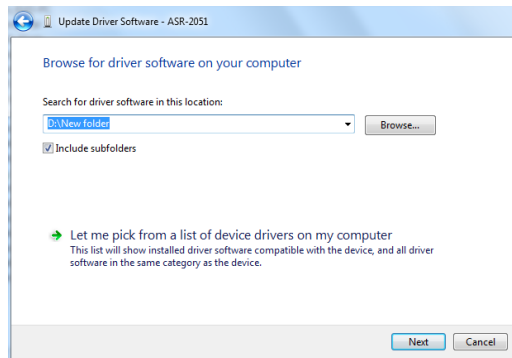 Update Driver Software - ASR-2051
Browse for driver software on your computer
Search for driver software in this location:
D:\New folder
Browse...
Include subfolders
Let me pick from a list of device drivers on my computer
This list will show installed driver software compatible with the device, and all driver
software in the same category as the device.
Next
Cancel